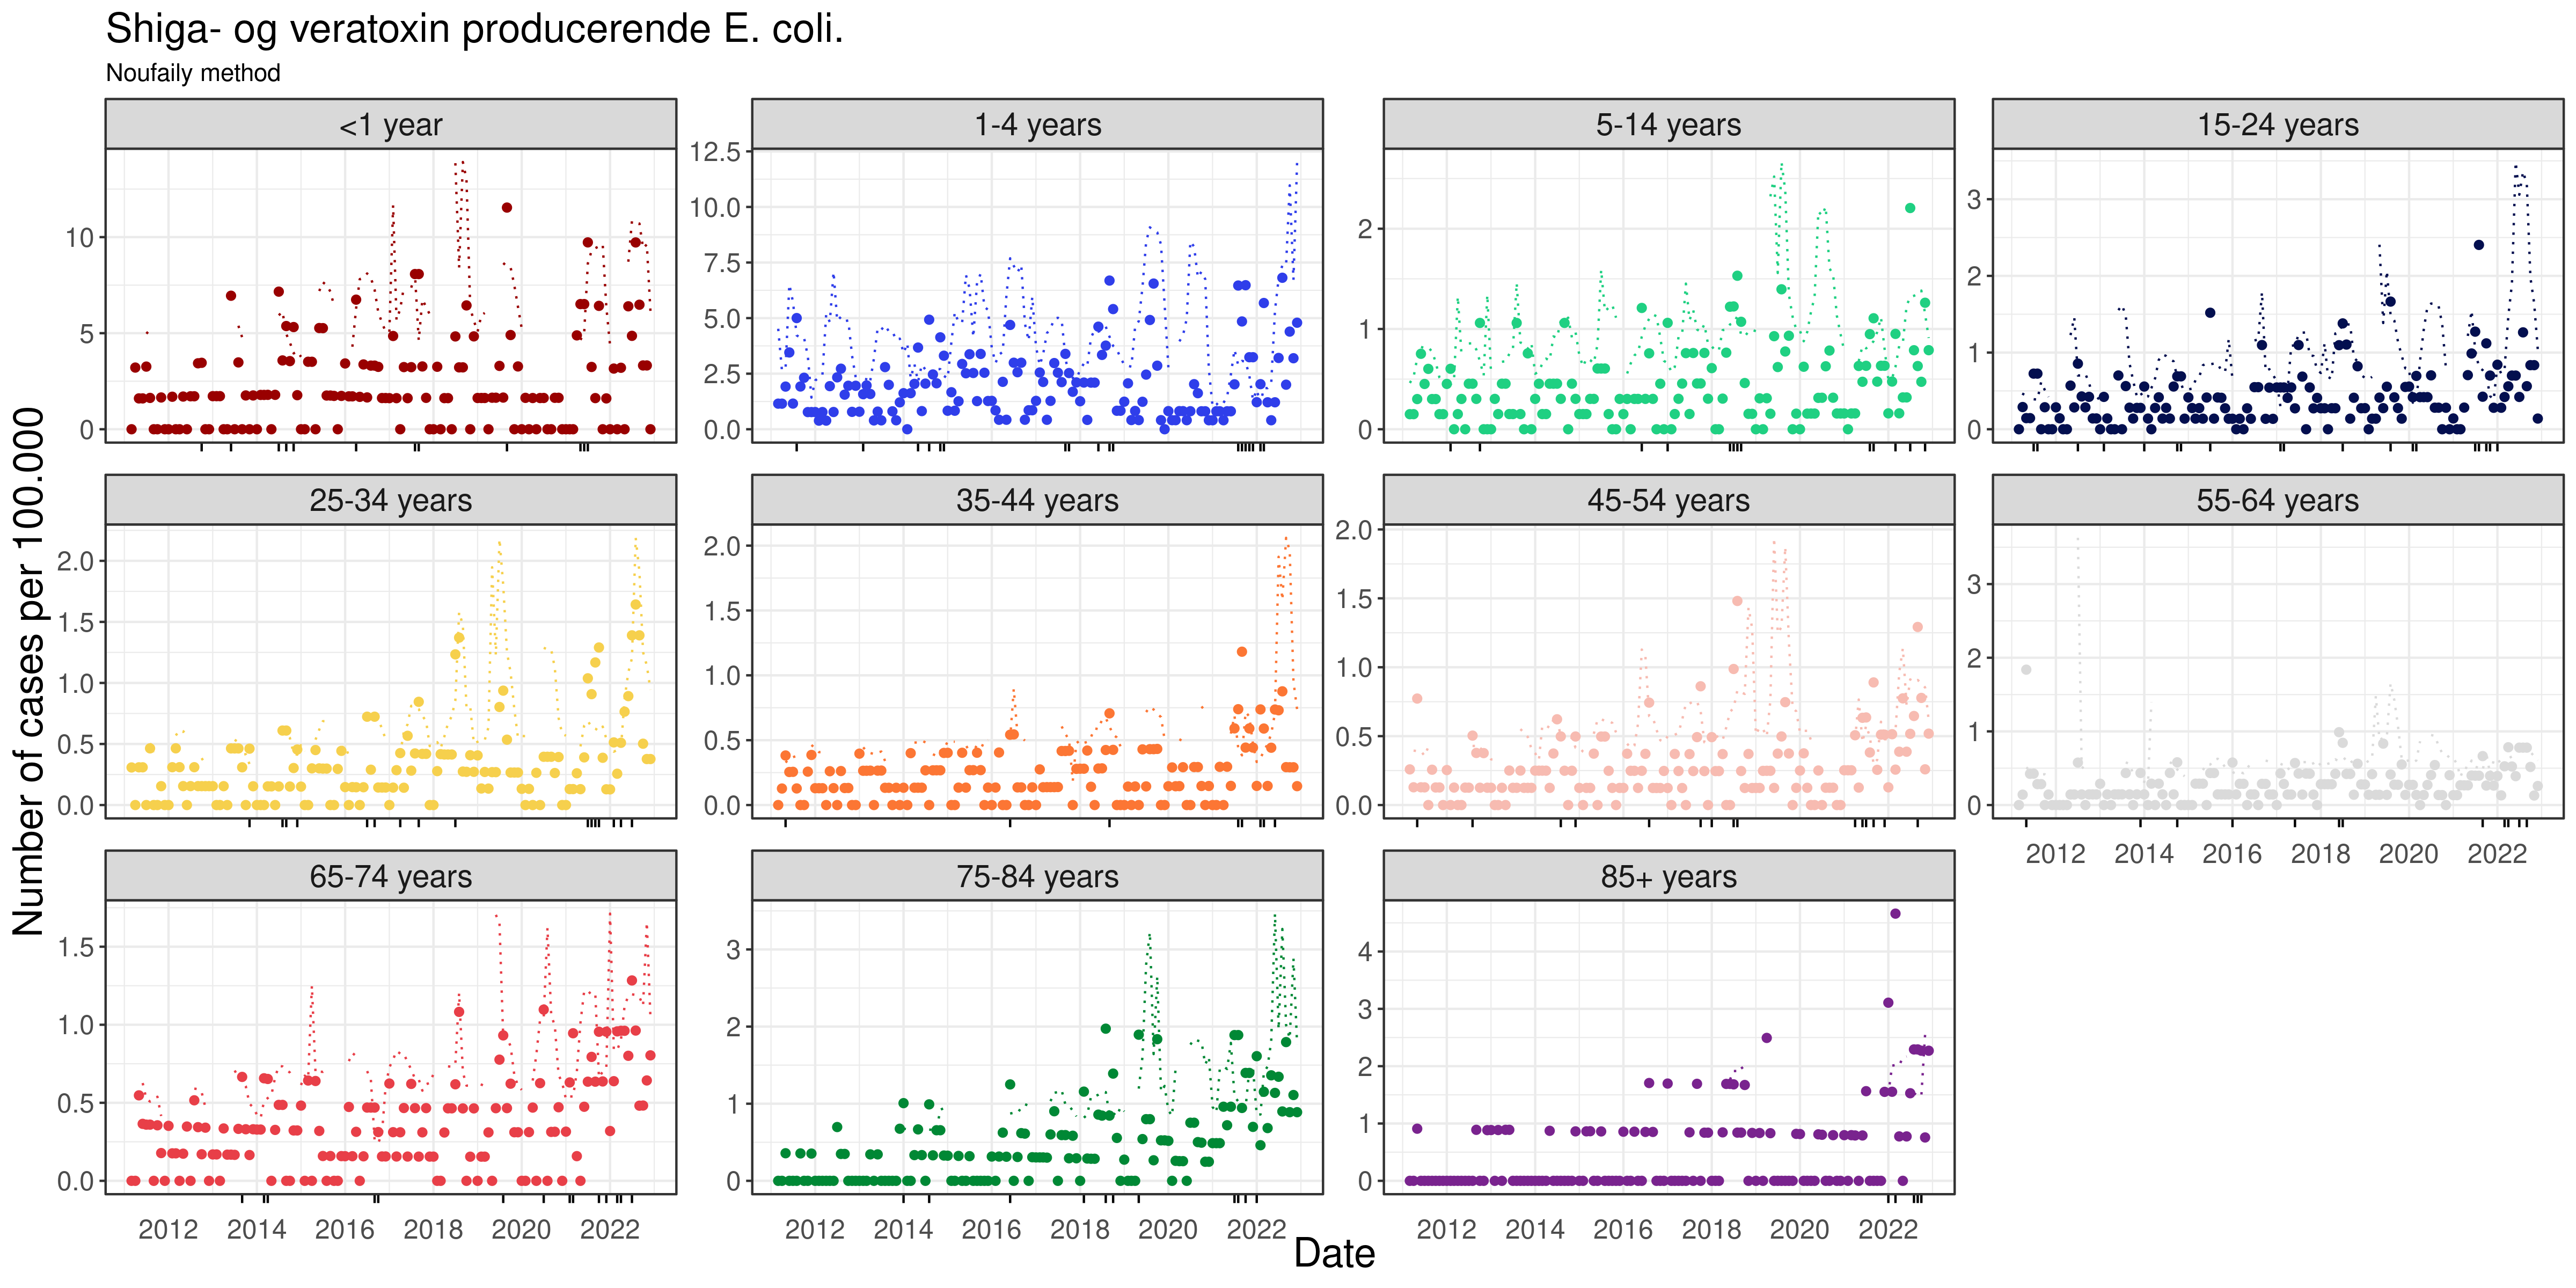 Shiga- og veratoxin producerende E. coli.
Noufaily method
Number of cases per 100.000
<1 year
10
5
0
1-4 years
12.5
10.0
7.5
5.0
2.5
0.0
5-14 years
2
1
0
15-24 years
3
2
1
0
25-34 years
2.0
1.5
1.0
0.5
0.0
35-44 years
2.0
1.5
1.0
0.5
0.0
45-54 years
2.0
1.5
1.0
0.5
0.0
55-64 years
3
2
1
0
2012 2014 2016 2018 2020 2022
65-74 years
1.5
1.0
0.5
0.0
2012 2014 2016 2018 2020 2022
75-84 years
3
2
1
0
2012 2014 2016 2018 2020 2022
85+ years
4
3
2
1
0
2012 2014 2016 2018 2020 2022
Date